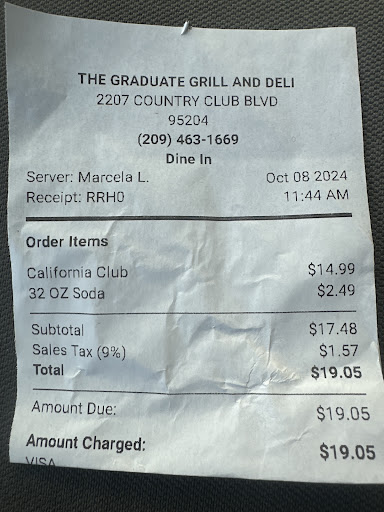 THE GRADUATE GRILL AND DELI
2207 COUNTRY CLUB BLVD
95204
(209) 463-1669
Dine In
Server: Marcela L. Oct 08 2024
Receipt: RRH0 11:44 AM
Order Items
California Club $14.99
32 OZ Soda $2.49
Subtotal $17.48
Sales Tax (9%) $1.57
Total $19.05
Amount Due: $19.05
Amount Charged: $19.05
VISA